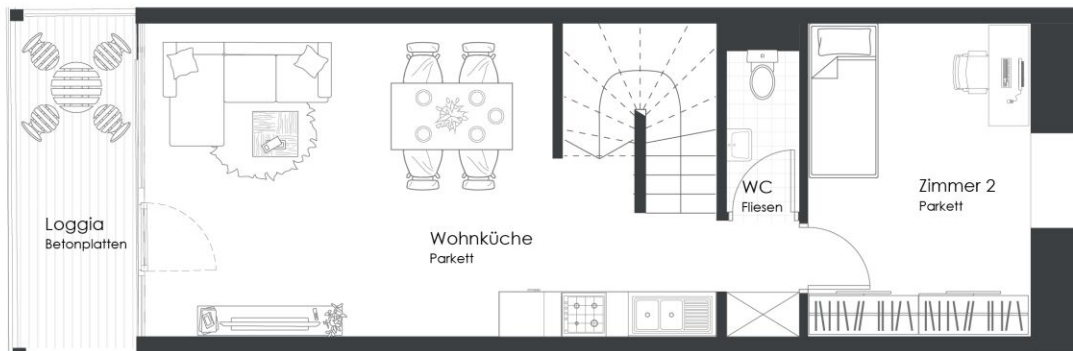 Loggia
Betonplatten
Wohnküche
Parkett
WC
Fliesen
Zimmer 2
Parkett